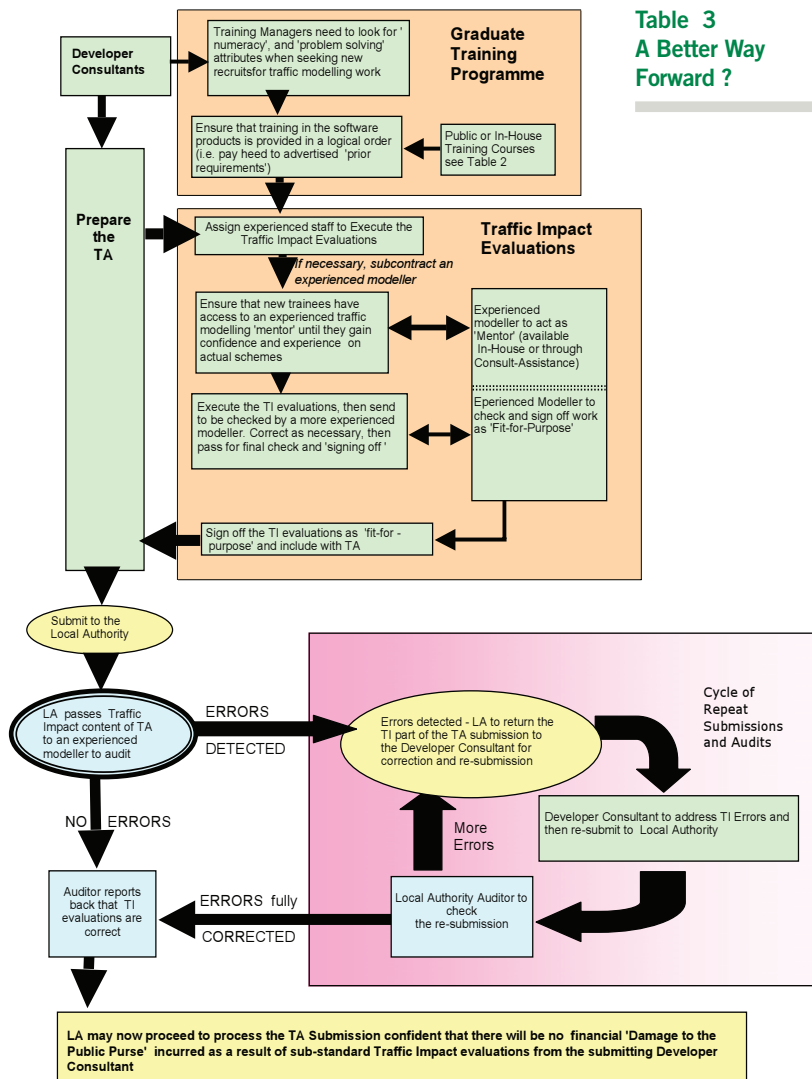 Table 3
A Better Way
Forward ?
Developer
Consultants
Training Managers need to look for '
numeracy', and 'problem solving'
attributes when seeking new
recruitsfor traffic modelling work
Graduate
Training
Programme
Ensure that training in the software
products is provided in a logical order
(i.e. pay heed to advertised 'prior
requirements')
Public or In-House
Training Courses
see Table 2
Prepare
the
TA
Assign experienced staff to Execute the
Traffic Impact Evaluations
Traffic Impact
Evaluations
If necessary, subcontract an
experienced modeller
Ensure that new trainees have
access to an experienced traffic
modelling 'mentor' until they gain
confidence and experience on
actual schemes
Experienced
modeller to act as
'Mentor' (available
In-House or through
Consult-Assistance)
Execute the TI evaluations, then send
to be checked by a more experienced
modeller. Correct as necessary, then
pass for final check and 'signing off '
Eperienced Modeller to
check and sign off work
as 'Fit-for-Purpose'
Sign off the TI evaluations as 'fit-for -
purpose' and include with TA
Submit to the
Local Authority
LA passes Traffic
Impact content of TA
to an experienced
modeller to audit
ERRORS
DETECTED
Errors detected - LA to return the
TI part of the TA submission to
the Developer Consultant for
correction and re-submission
Cycle of
Repeat
Submissions
and Audits
NO ERRORS
More
Errors
Developer Consultant to address TI Errors and
then re-submit to Local Authority
Auditor reports
back that TI
evaluations are
correct
ERRORS fully
CORRECTED
Local Authority Auditor to
check
the re-submission
LA may now proceed to process the TA Submission confident that there will be no financial 'Damage to the
Public Purse' incurred as a result of sub-standard Traffic Impact evaluations from the submitting Developer
Consultant